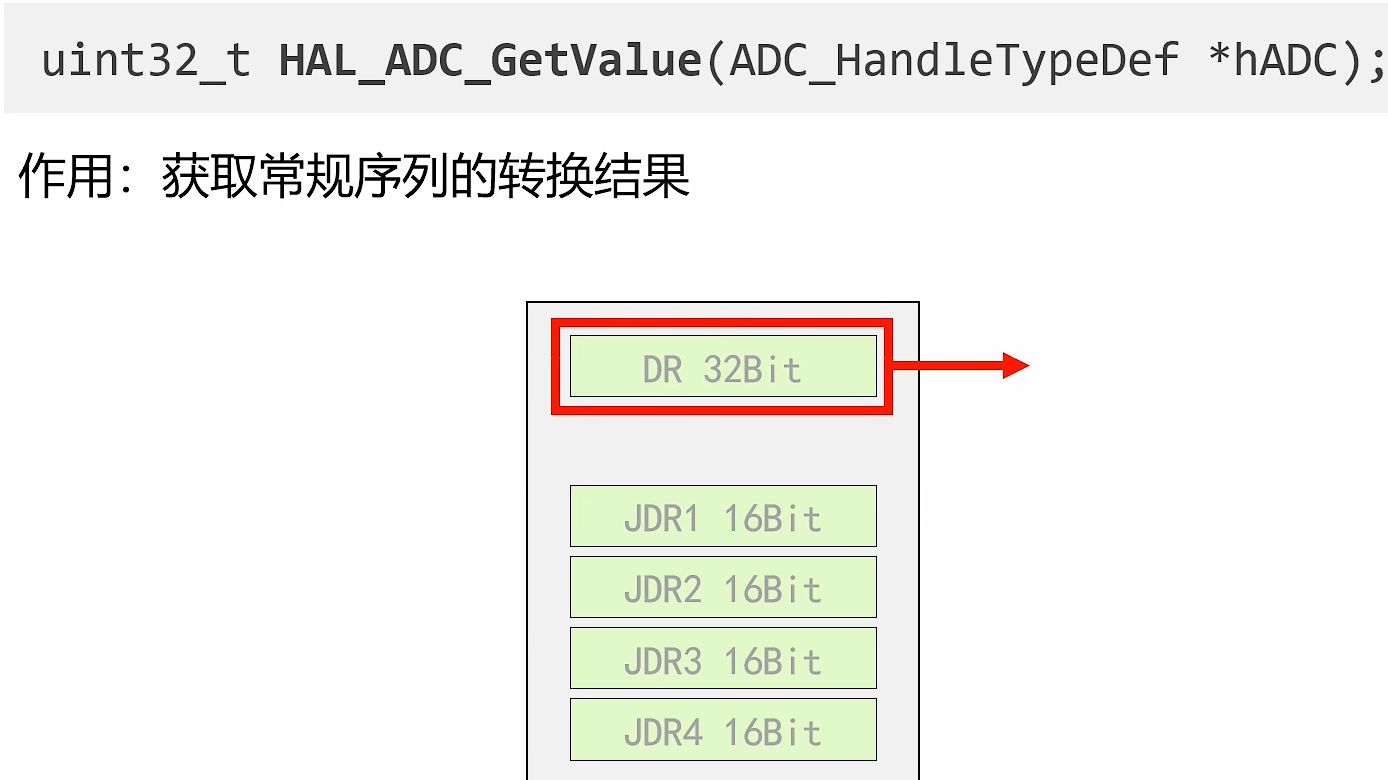 uint32_t HAL_ADC_GetValue(ADC_HandleTypeDef *hADC);
作用：获取常规序列的转换结果
DR 32Bit
JDR1 16Bit
JDR2 16Bit
JDR3 16Bit
JDR4 16Bit